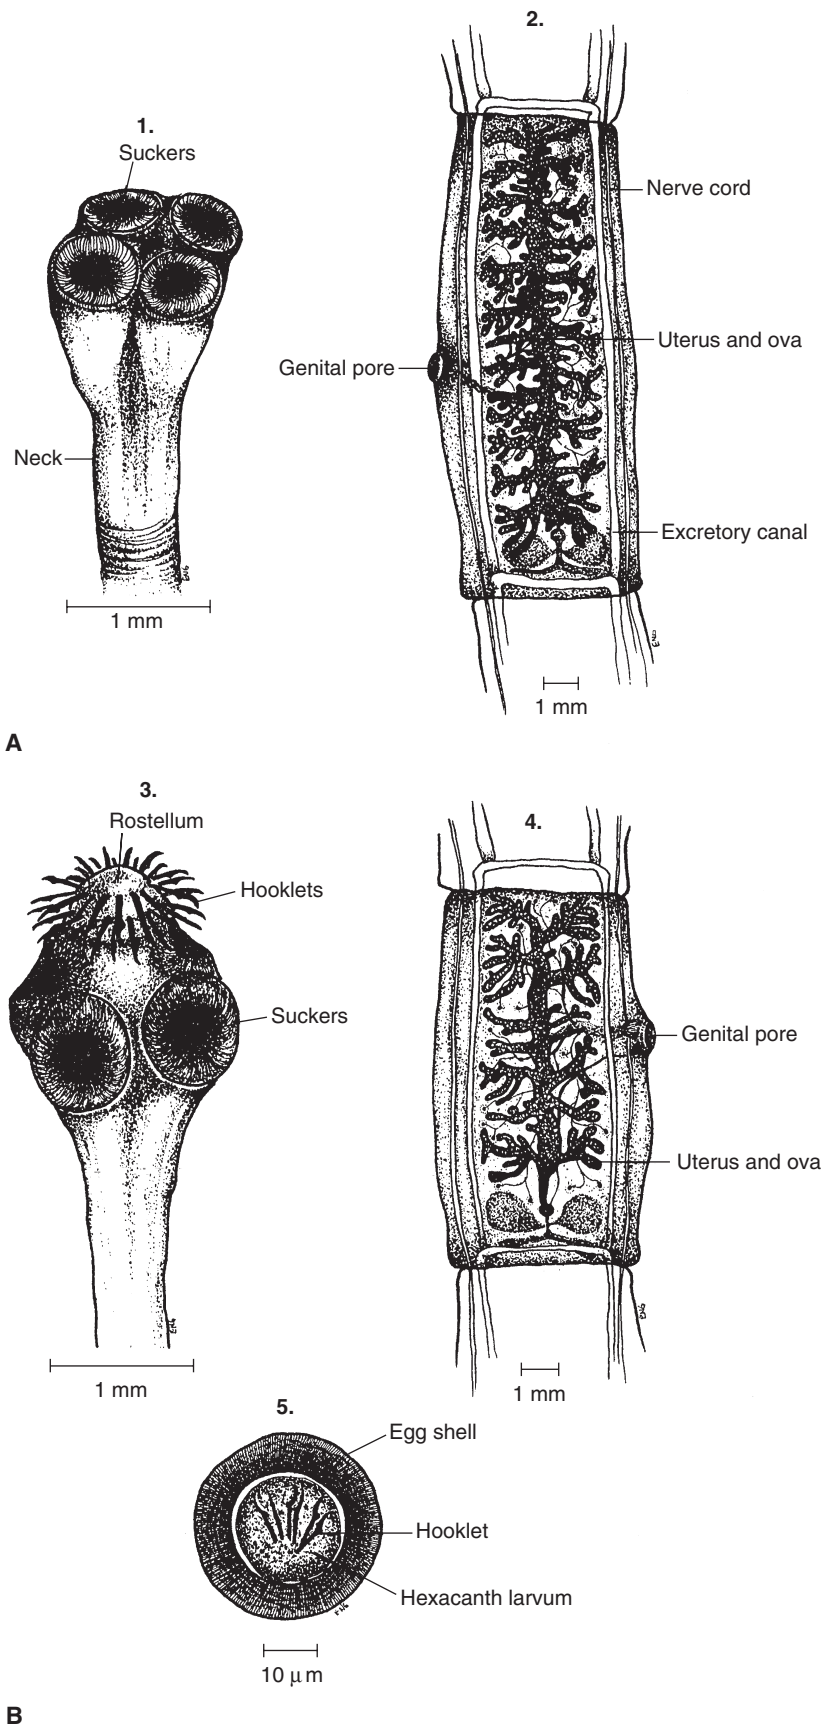 1.
Suckers
Neck
1 mm
2.
Nerve cord
Uterus and ova
Genital pore
Excretory canal
1 mm
A
3.
Rostellum
Hooklets
Suckers
1 mm
4.
Genital pore
Uterus and ova
1 mm
5.
Egg shell
Hooklet
Hexacanth larvum
10 μm
B